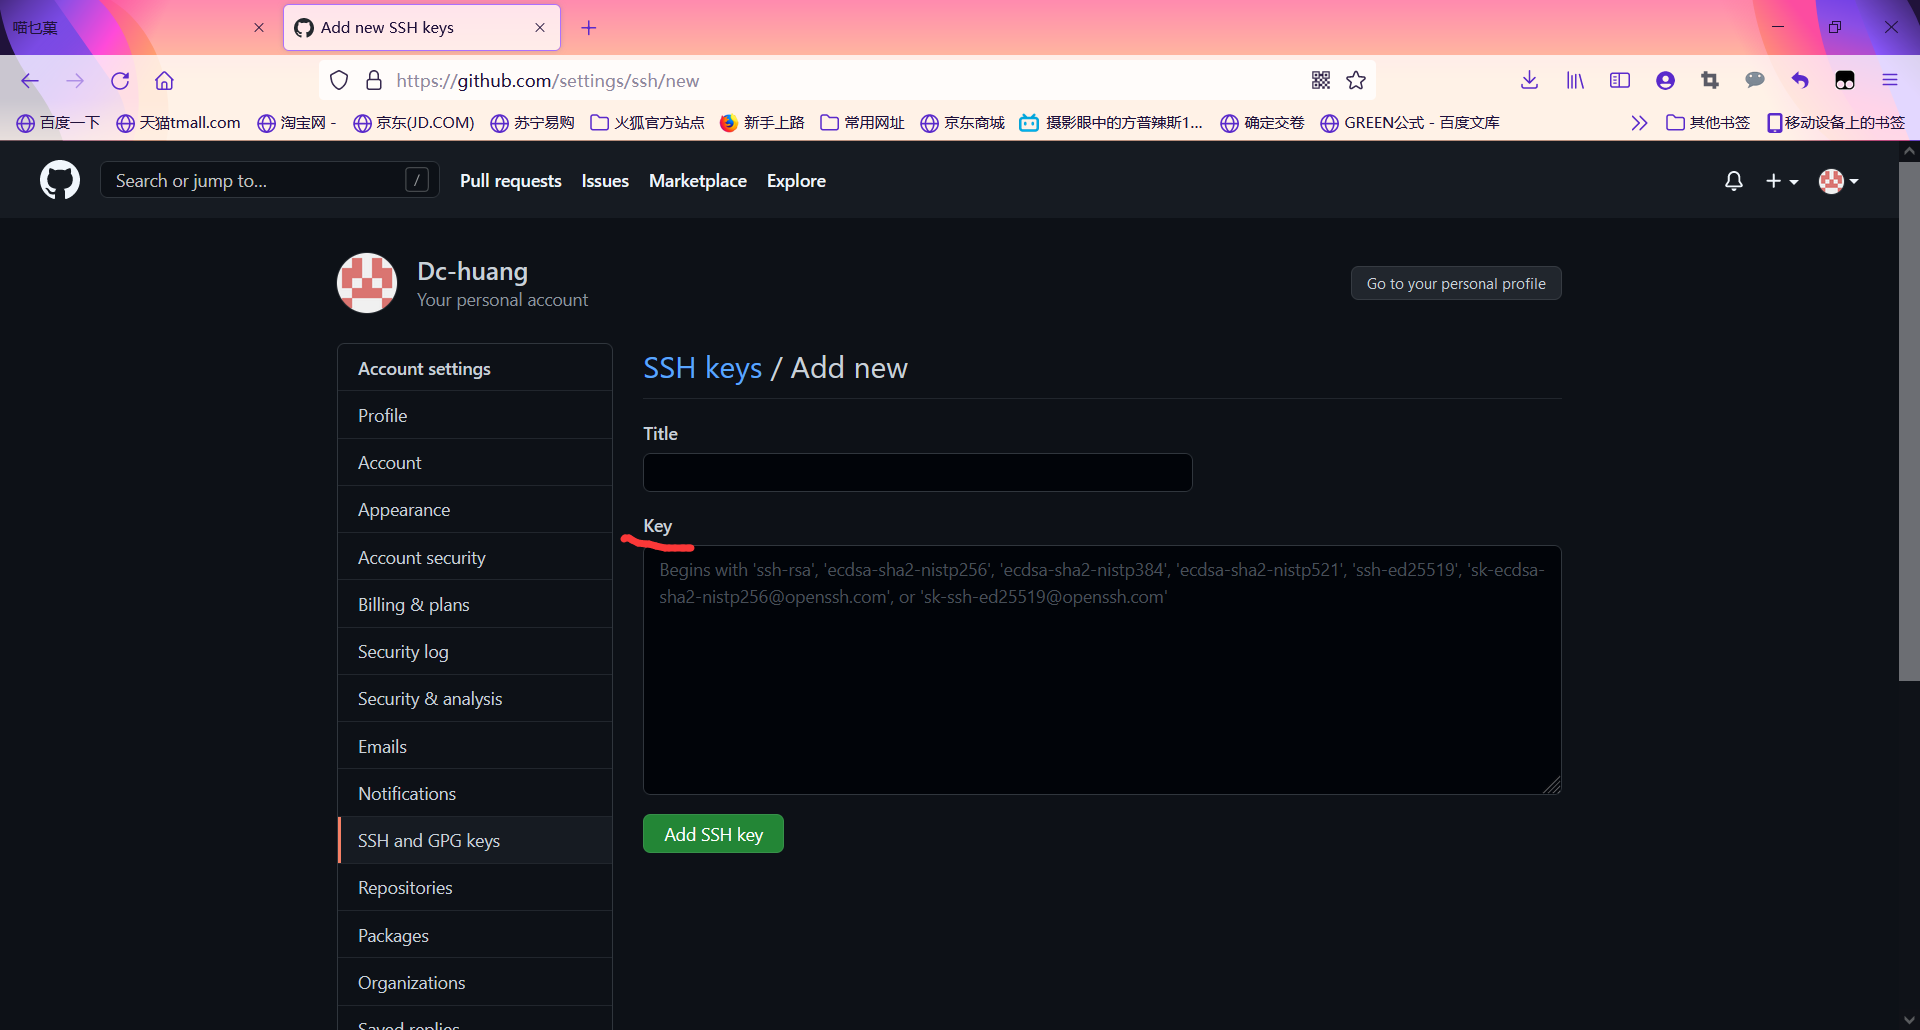 喵乜菓
Add new SSH keys
https://github.com/settings/ssh/new
百度一下 天猫tmall.com 淘宝网 - 京东(JD.COM) 苏宁易购 火狐官方站点 新手上路 常用网址 京东商城 摄影眼中的方普辣斯1... 确定交卷 GREEN公式 - 百度文库 其他书签 移动设备上的书签
Search or jump to... / Pull requests Issues Marketplace Explore
Dc-huang
Your personal account
Go to your personal profile
Account settings
Profile
Account
Appearance
Account security
Billing & plans
Security log
Security & analysis
Emails
Notifications
SSH and GPG keys
Repositories
Packages
Organizations
Saved replies
SSH keys / Add new
Title
Key
Begins with 'ssh-rsa', 'ecdsa-sha2-nistp256', 'ecdsa-sha2-nistp384', 'ecdsa-sha2-nistp521', 'ssh-ed25519', 'sk-ecdsa-
sha2-nistp256@openssh.com', or 'sk-ssh-ed25519@openssh.com'
Add SSH key